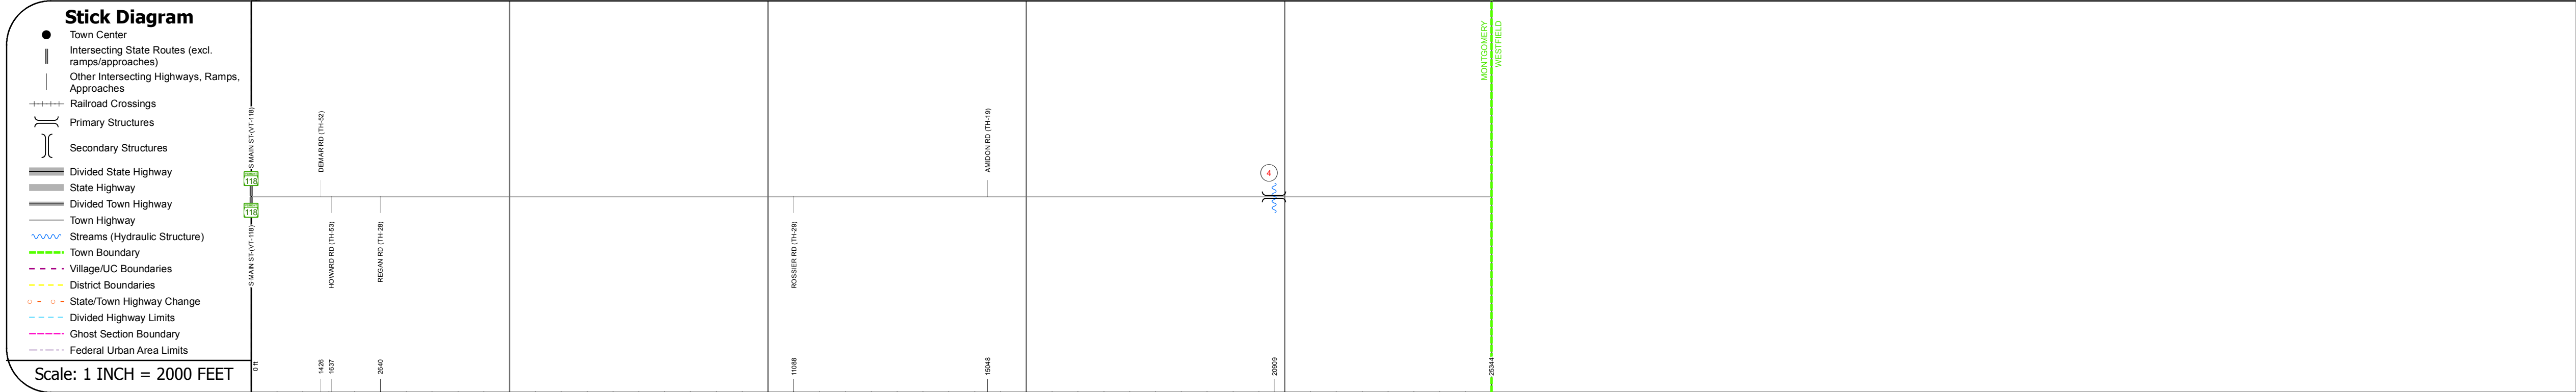 Stick Diagram
Town Center
Intersecting State Routes (excl.
ramps/approaches)
Other Intersecting Highways, Ramps,
Approaches
Railroad Crossings
Primary Structures
Secondary Structures
Divided State Highway
State Highway
Divided Town Highway
Town Highway
Streams (Hydraulic Structure)
Town Boundary
Village/UC Boundaries
District Boundaries
State/Town Highway Change
Divided Highway Limits
Ghost Section Boundary
Federal Urban Area Limits
Scale: 1 INCH = 2000 FEET
S MAIN ST-(VT-118)
118
118
S MAIN ST-(VT-118)
DEMAR RD (TH-52)
HOWARD RD (TH-53)
REGAN RD (TH-28)
ROSSIER RD (TH-29)
AMIDON RD (TH-19)
4
MONTGOMERY
WESTFIELD
0 ft
1426
1637
2640
11088
15048
20909
25344